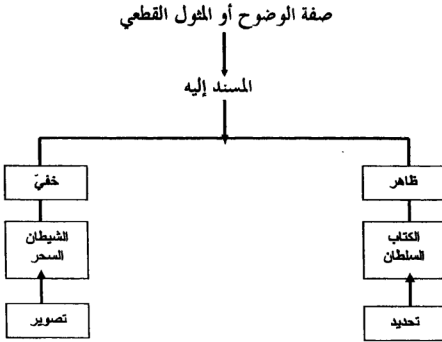 صفة الوضوح أو المثول القطعي
المسند إليه
ظاهر
خفيّ
الكتاب
السلطان
الشيطان
السحر
تحديد
تصوير